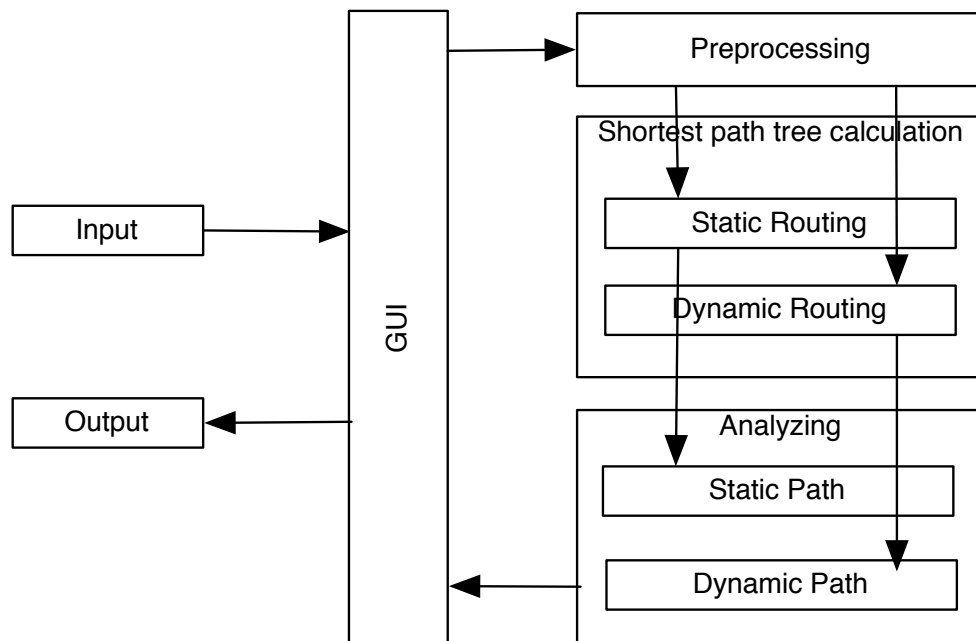 Preprocessing
Shortest path tree calculation
Input
Static Routing
GUI
Dynamic Routing
Output
Analyzing
Static Path
Dynamic Path